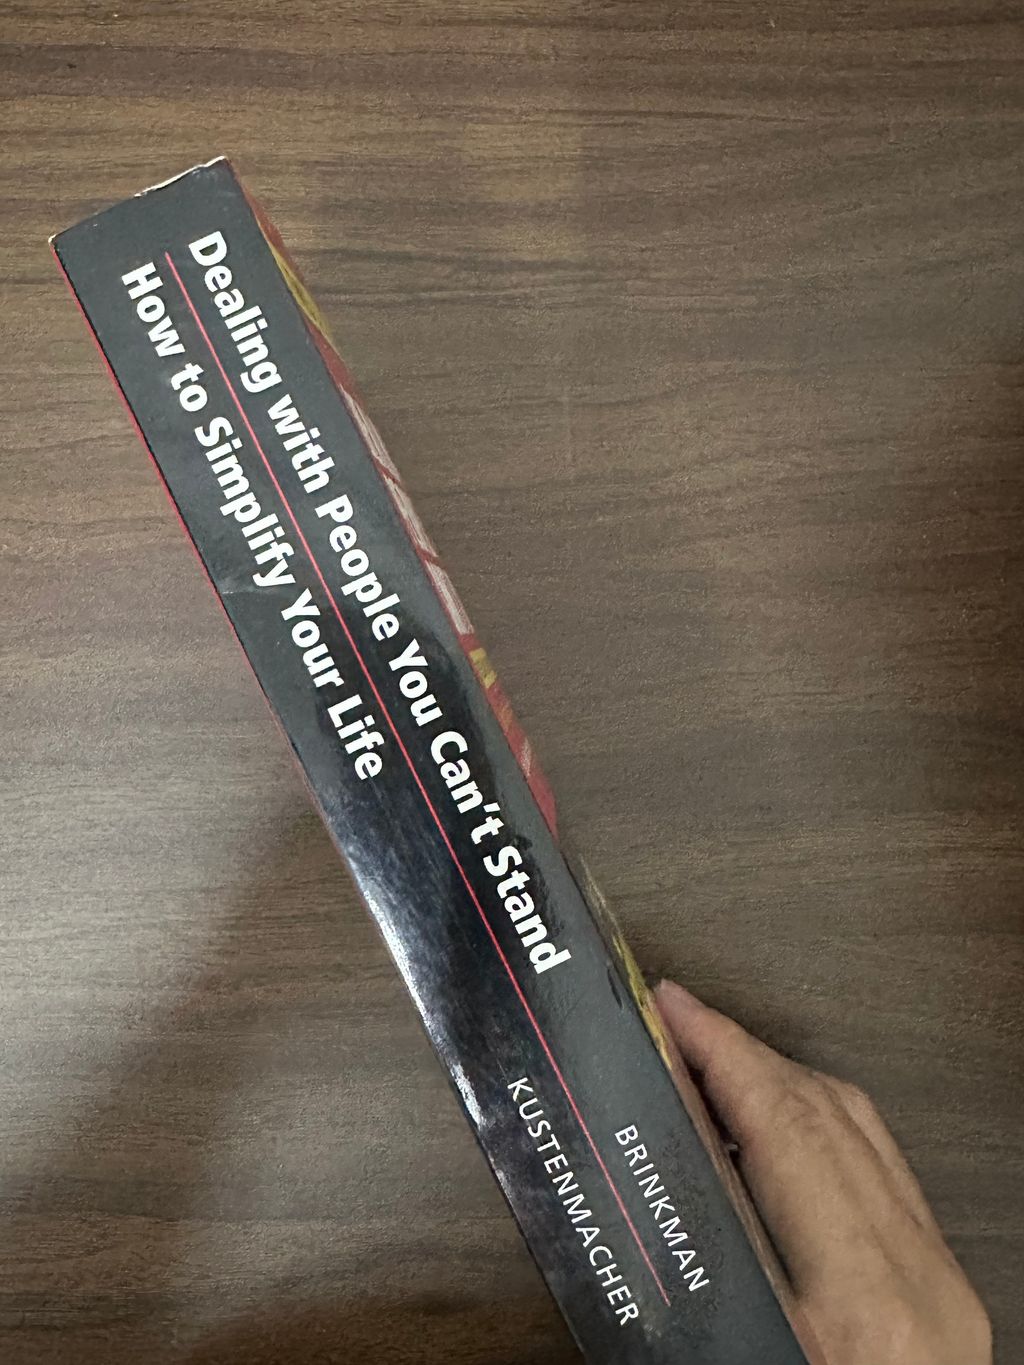 Dealing with People You Can't Stand
How to Simplify Your Life
BRINKMAN
KUSTENMACHER